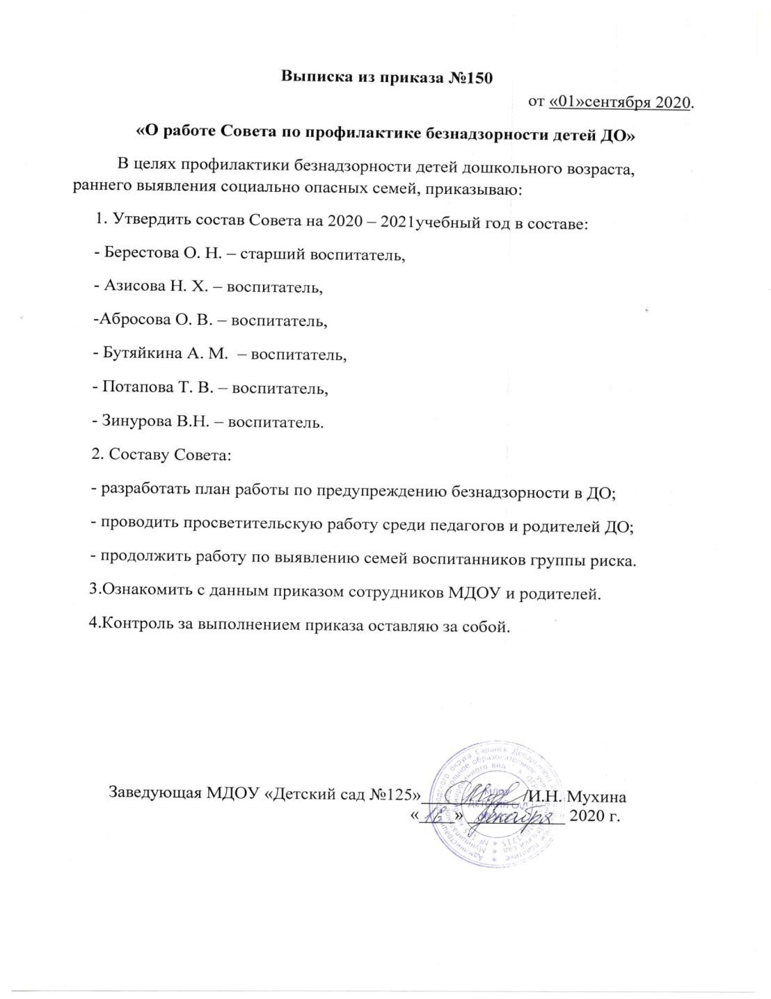 Выписка из приказа №150
от «01»сентября 2020.
«О работе Совета по профилактике безнадзорности детей ДО»
В целях профилактики безнадзорности детей дошкольного возраста,
раннего выявления социально опасных семей, приказываю:
1. Утвердить состав Совета на 2020 – 2021учебный год в составе:
- Берестова О. Н. – старший воспитатель,
- Азисова Н. Х. – воспитатель,
-Абросова О. В. – воспитатель,
- Бутяйкина А. М. – воспитатель,
- Потапова Т. В. – воспитатель,
- Зинурова В.Н. – воспитатель.
2. Составу Совета:
- разработать план работы по предупреждению безнадзорности в ДО;
- проводить просветительскую работу среди педагогов и родителей ДО;
- продолжить работу по выявлению семей воспитанников группы риска.
3.Ознакомить с данным приказом сотрудников МДОУ и родителей.
4.Контроль за выполнением приказа оставляю за собой.
Заведующая МДОУ «Детский сад №125» /И.Н. Мухина
«16» декабря 2020 г.
МДОУ
ДЕТСКИЙ САД